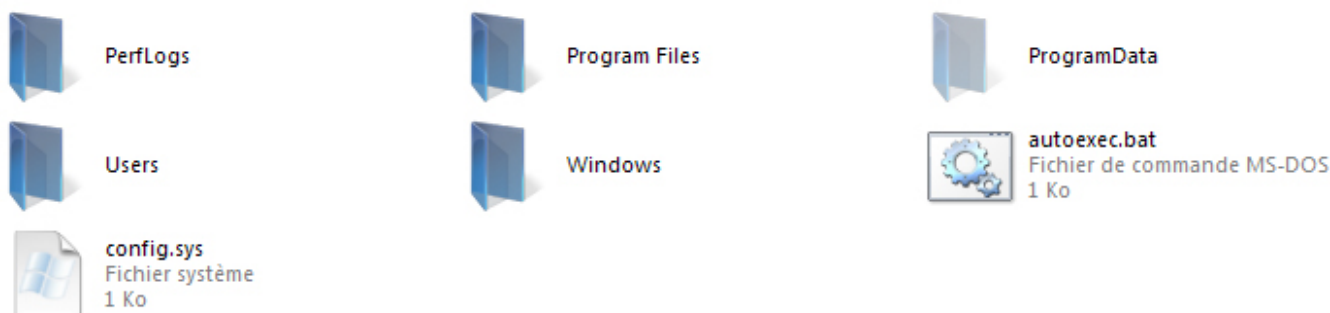 PerfLogs
Program Files
ProgramData
Users
Windows
autoexec.bat
Fichier de commande MS-DOS
1 Ko
config.sys
Fichier système
1 Ko